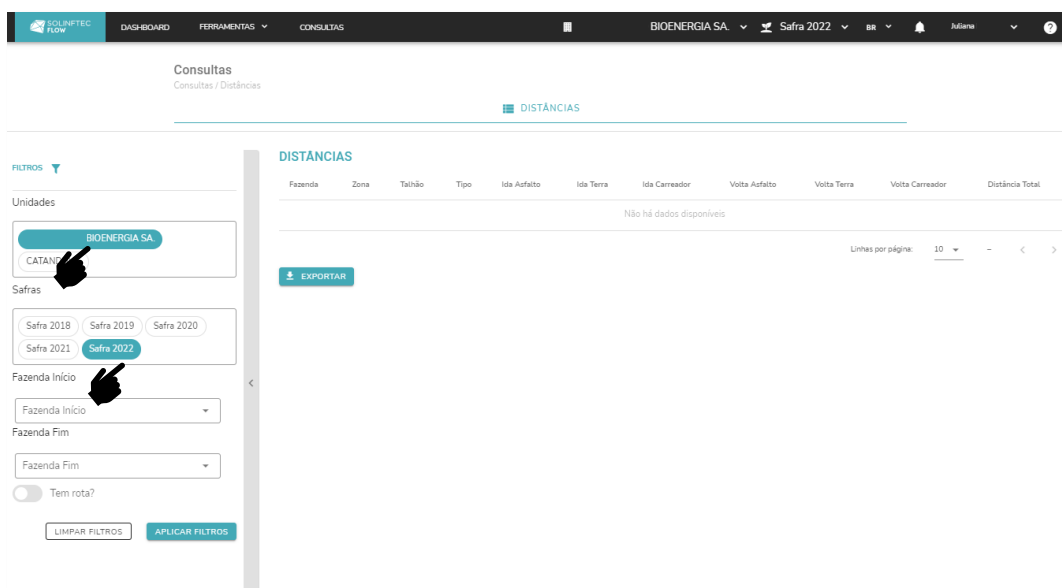 SOLINFTEC FLOW DASHBOARD FERRAMENTAS CONSULTAS BIOENERGIA SA. Safra 2022 BR Juliana ?
Consultas
Consultas / Distâncias
DISTÂNCIAS
FILTROS
Unidades
BIOENERGIA SA.
Safras
Safra 2018 Safra 2019 Safra 2020
Safra 2021 Safra 2022
Fazenda Início
Fazenda Início
Fazenda Fim
Fazenda Fim
Tem rota?
LIMPAR FILTROS APLICAR FILTROS
DISTÂNCIAS
Fazenda Zona Talhão Tipo Ida Asfalto Ida Terra Ida Carreador Volta Asfalto Volta Terra Volta Carreador Distância Total
Não há dados disponíveis
Linhas por página: 10 –
EXPORTAR